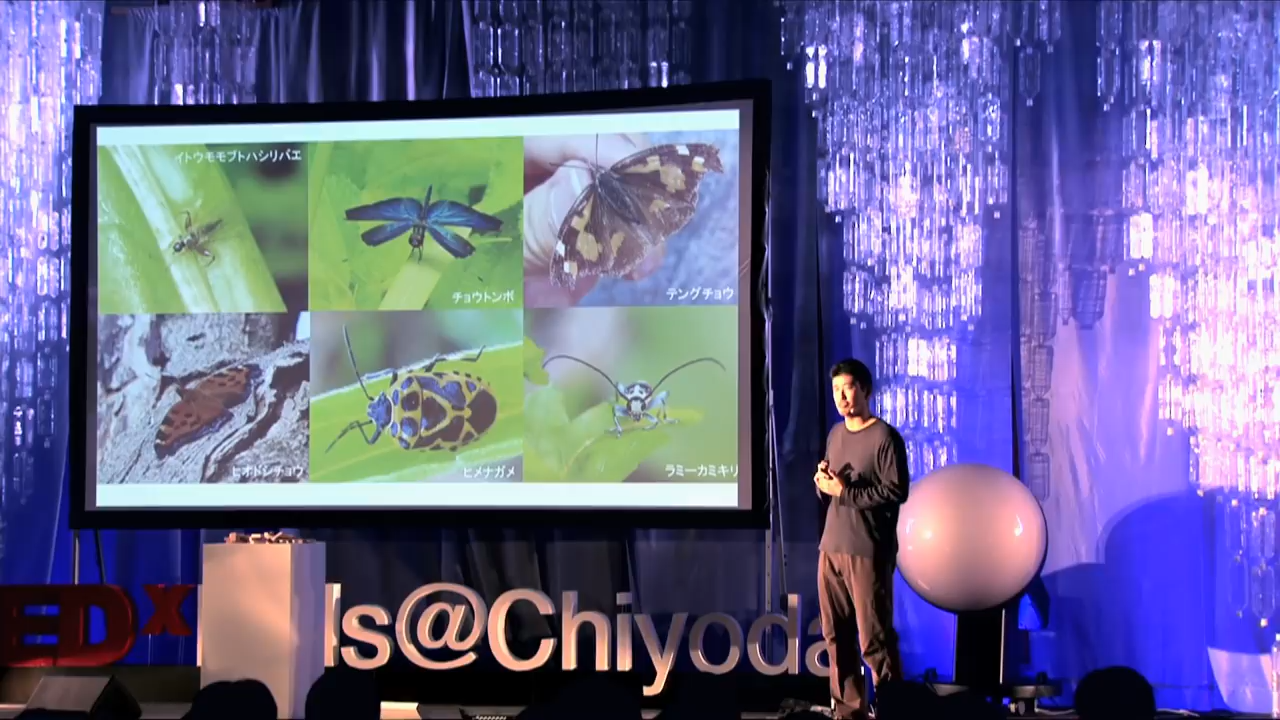 イトウモモブトハシリバエ
チョウトンボ
テングチョウ
ヒオドシチョウ
ヒメナガメ
ラミーカミキリ
EDx
ls@Chiyoda